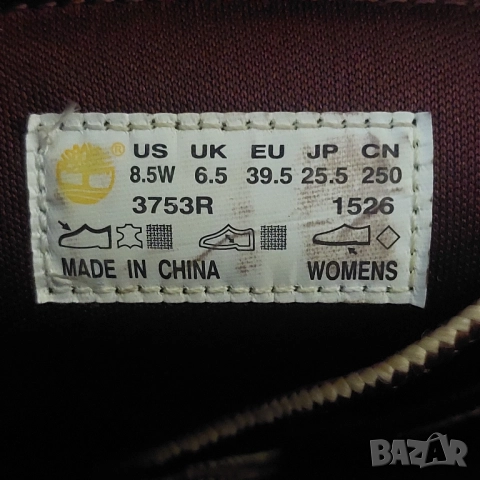 ® US UK EU JP CN
8.5W 6.5 39.5 25.5 250
3753R 1526
MADE IN CHINA WOMENS
BAZAR